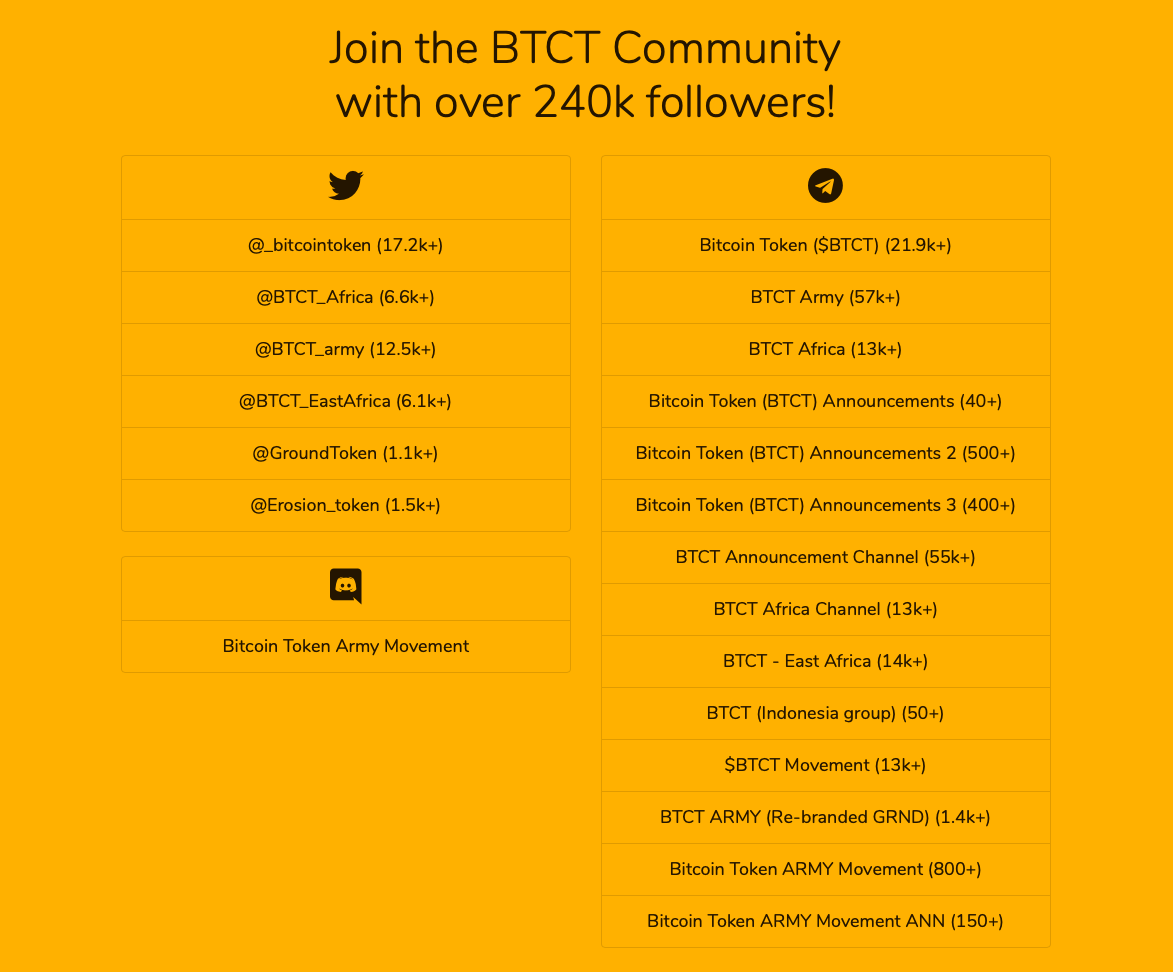 Join the BTCT Community
with over 240k followers!
@_bitcointoken (17.2k+)
@BTCT_Africa (6.6k+)
@BTCT_army (12.5k+)
@BTCT_EastAfrica (6.1k+)
@GroundToken (1.1k+)
@Erosion_token (1.5k+)
Bitcoin Token Army Movement
Bitcoin Token ($BTCT) (21.9k+)
BTCT Army (57k+)
BTCT Africa (13k+)
Bitcoin Token (BTCT) Announcements (40+)
Bitcoin Token (BTCT) Announcements 2 (500+)
Bitcoin Token (BTCT) Announcements 3 (400+)
BTCT Announcement Channel (55k+)
BTCT Africa Channel (13k+)
BTCT - East Africa (14k+)
BTCT (Indonesia group) (50+)
$BTCT Movement (13k+)
BTCT ARMY (Re-branded GRND) (1.4k+)
Bitcoin Token ARMY Movement (800+)
Bitcoin Token ARMY Movement ANN (150+)